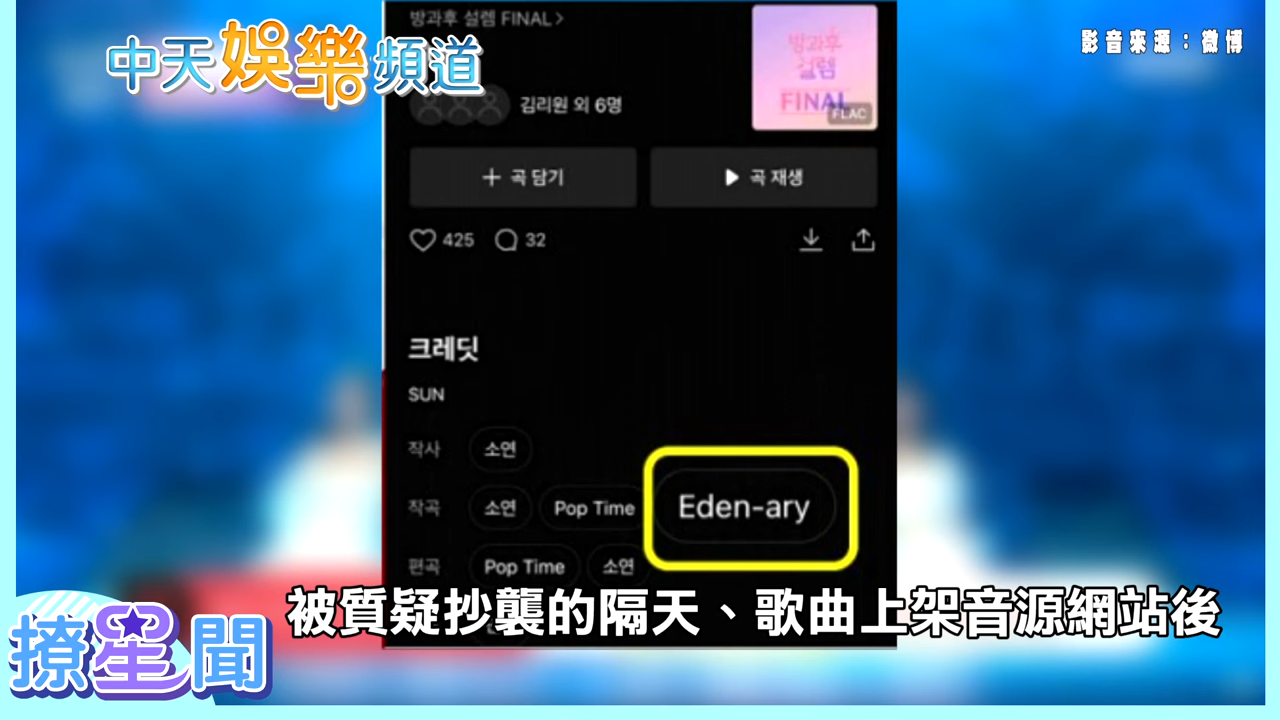 방과후 설렘 FINAL >
中天娛樂頻道
影音來源：微博
방과후
설렘
FINAL
FLAC
김리원 외 6명
+ 곡 담기
▶ 곡 재생
425 32
크레딧
SUN
작사 소연
작곡 소연 Pop Time Eden-ary
편곡 Pop Time 소연
被質疑抄襲的隔天、歌曲上架音源網站後
撩星聞